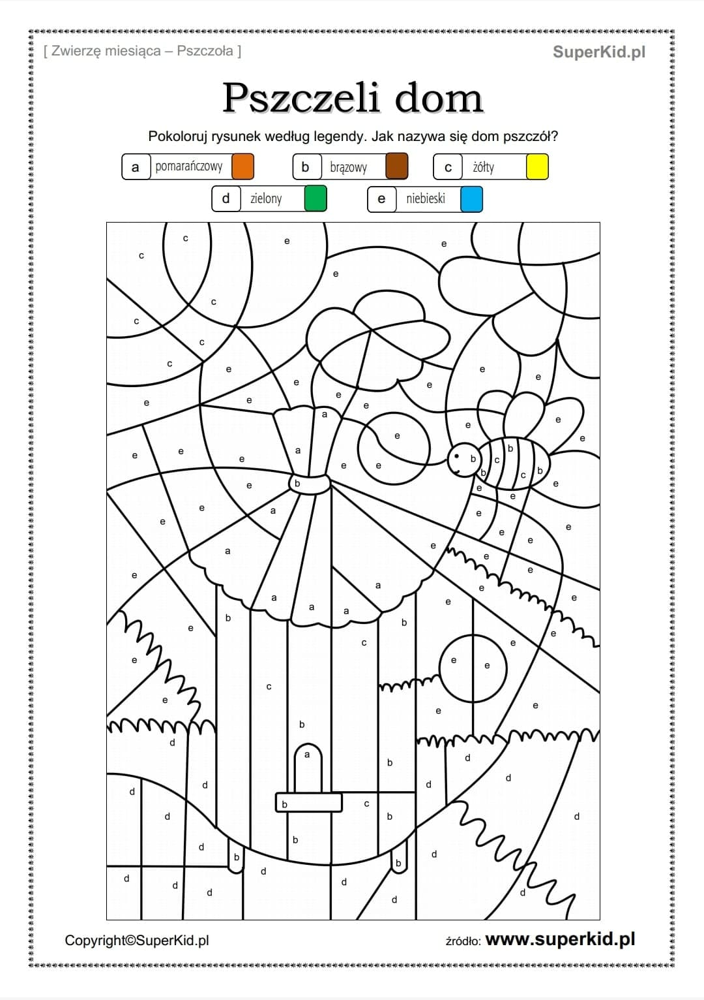 [ Zwierzę miesiąca – Pszczoła ] SuperKid.pl
Pszczeli dom
Pokoloruj rysunek według legendy. Jak nazywa się dom pszczół?
a pomarańczowy b brązowy c żółty
d zielony e niebieski
c e e
c
e
c
c
c
c e e e
e e
e e e
e a
e e
e e e a b
e e e b c
e e c b
b e
e b
e e
e a e
e e e
e e
a e e
e
e a e
a e
a a e
b b
e e
c e
e e e
c
e e e
b
d
a
b d
d
d d
d
b c
d b d
b
d
d
b b
d
d
d d
d d
d
Copyright©SuperKid.pl źródło: www.superkid.pl